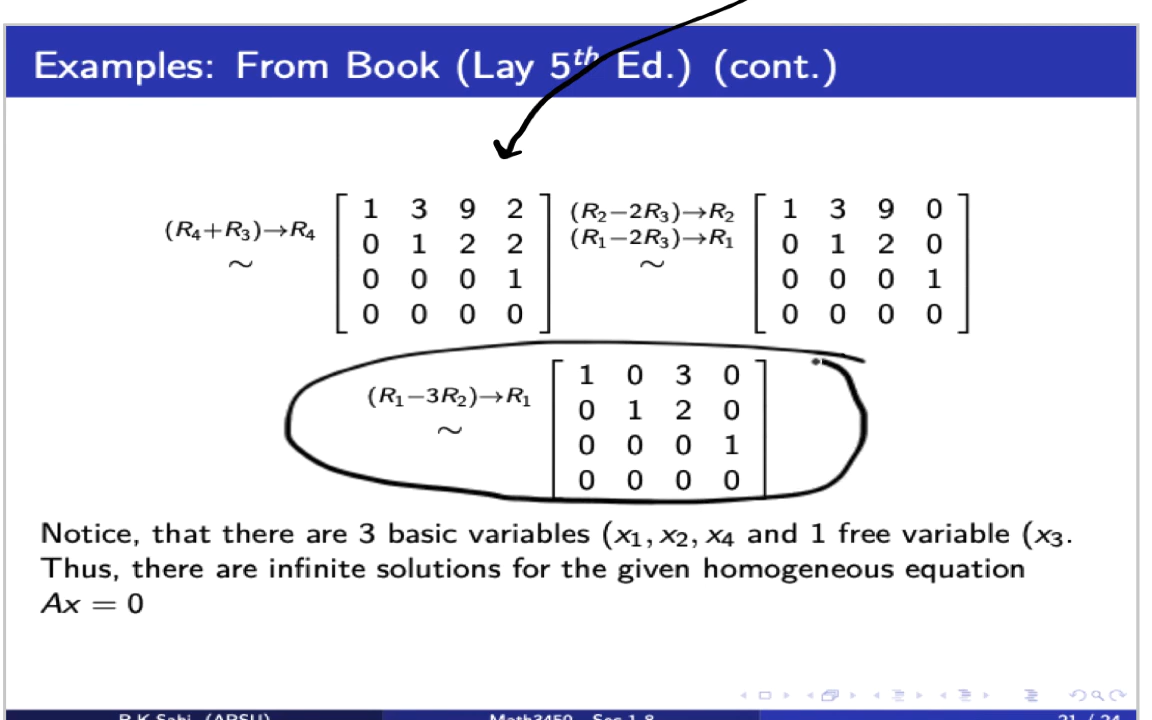 Examples: From Book (Lay 5th Ed.) (cont.)
(R4+R3)→R4
∼
1 3 9 2
0 1 2 2
0 0 0 1
0 0 0 0
(R2−2R3)→R2
(R1−2R3)→R1
∼
1 3 9 0
0 1 2 0
0 0 0 1
0 0 0 0
(R1−3R2)→R1
∼
1 0 3 0
0 1 2 0
0 0 0 1
0 0 0 0
Notice, that there are 3 basic variables (x1, x2, x4 and 1 free variable (x3.
Thus, there are infinite solutions for the given homogeneous equation
Ax = 0
Math3450 Sec 1.8
21 / 24